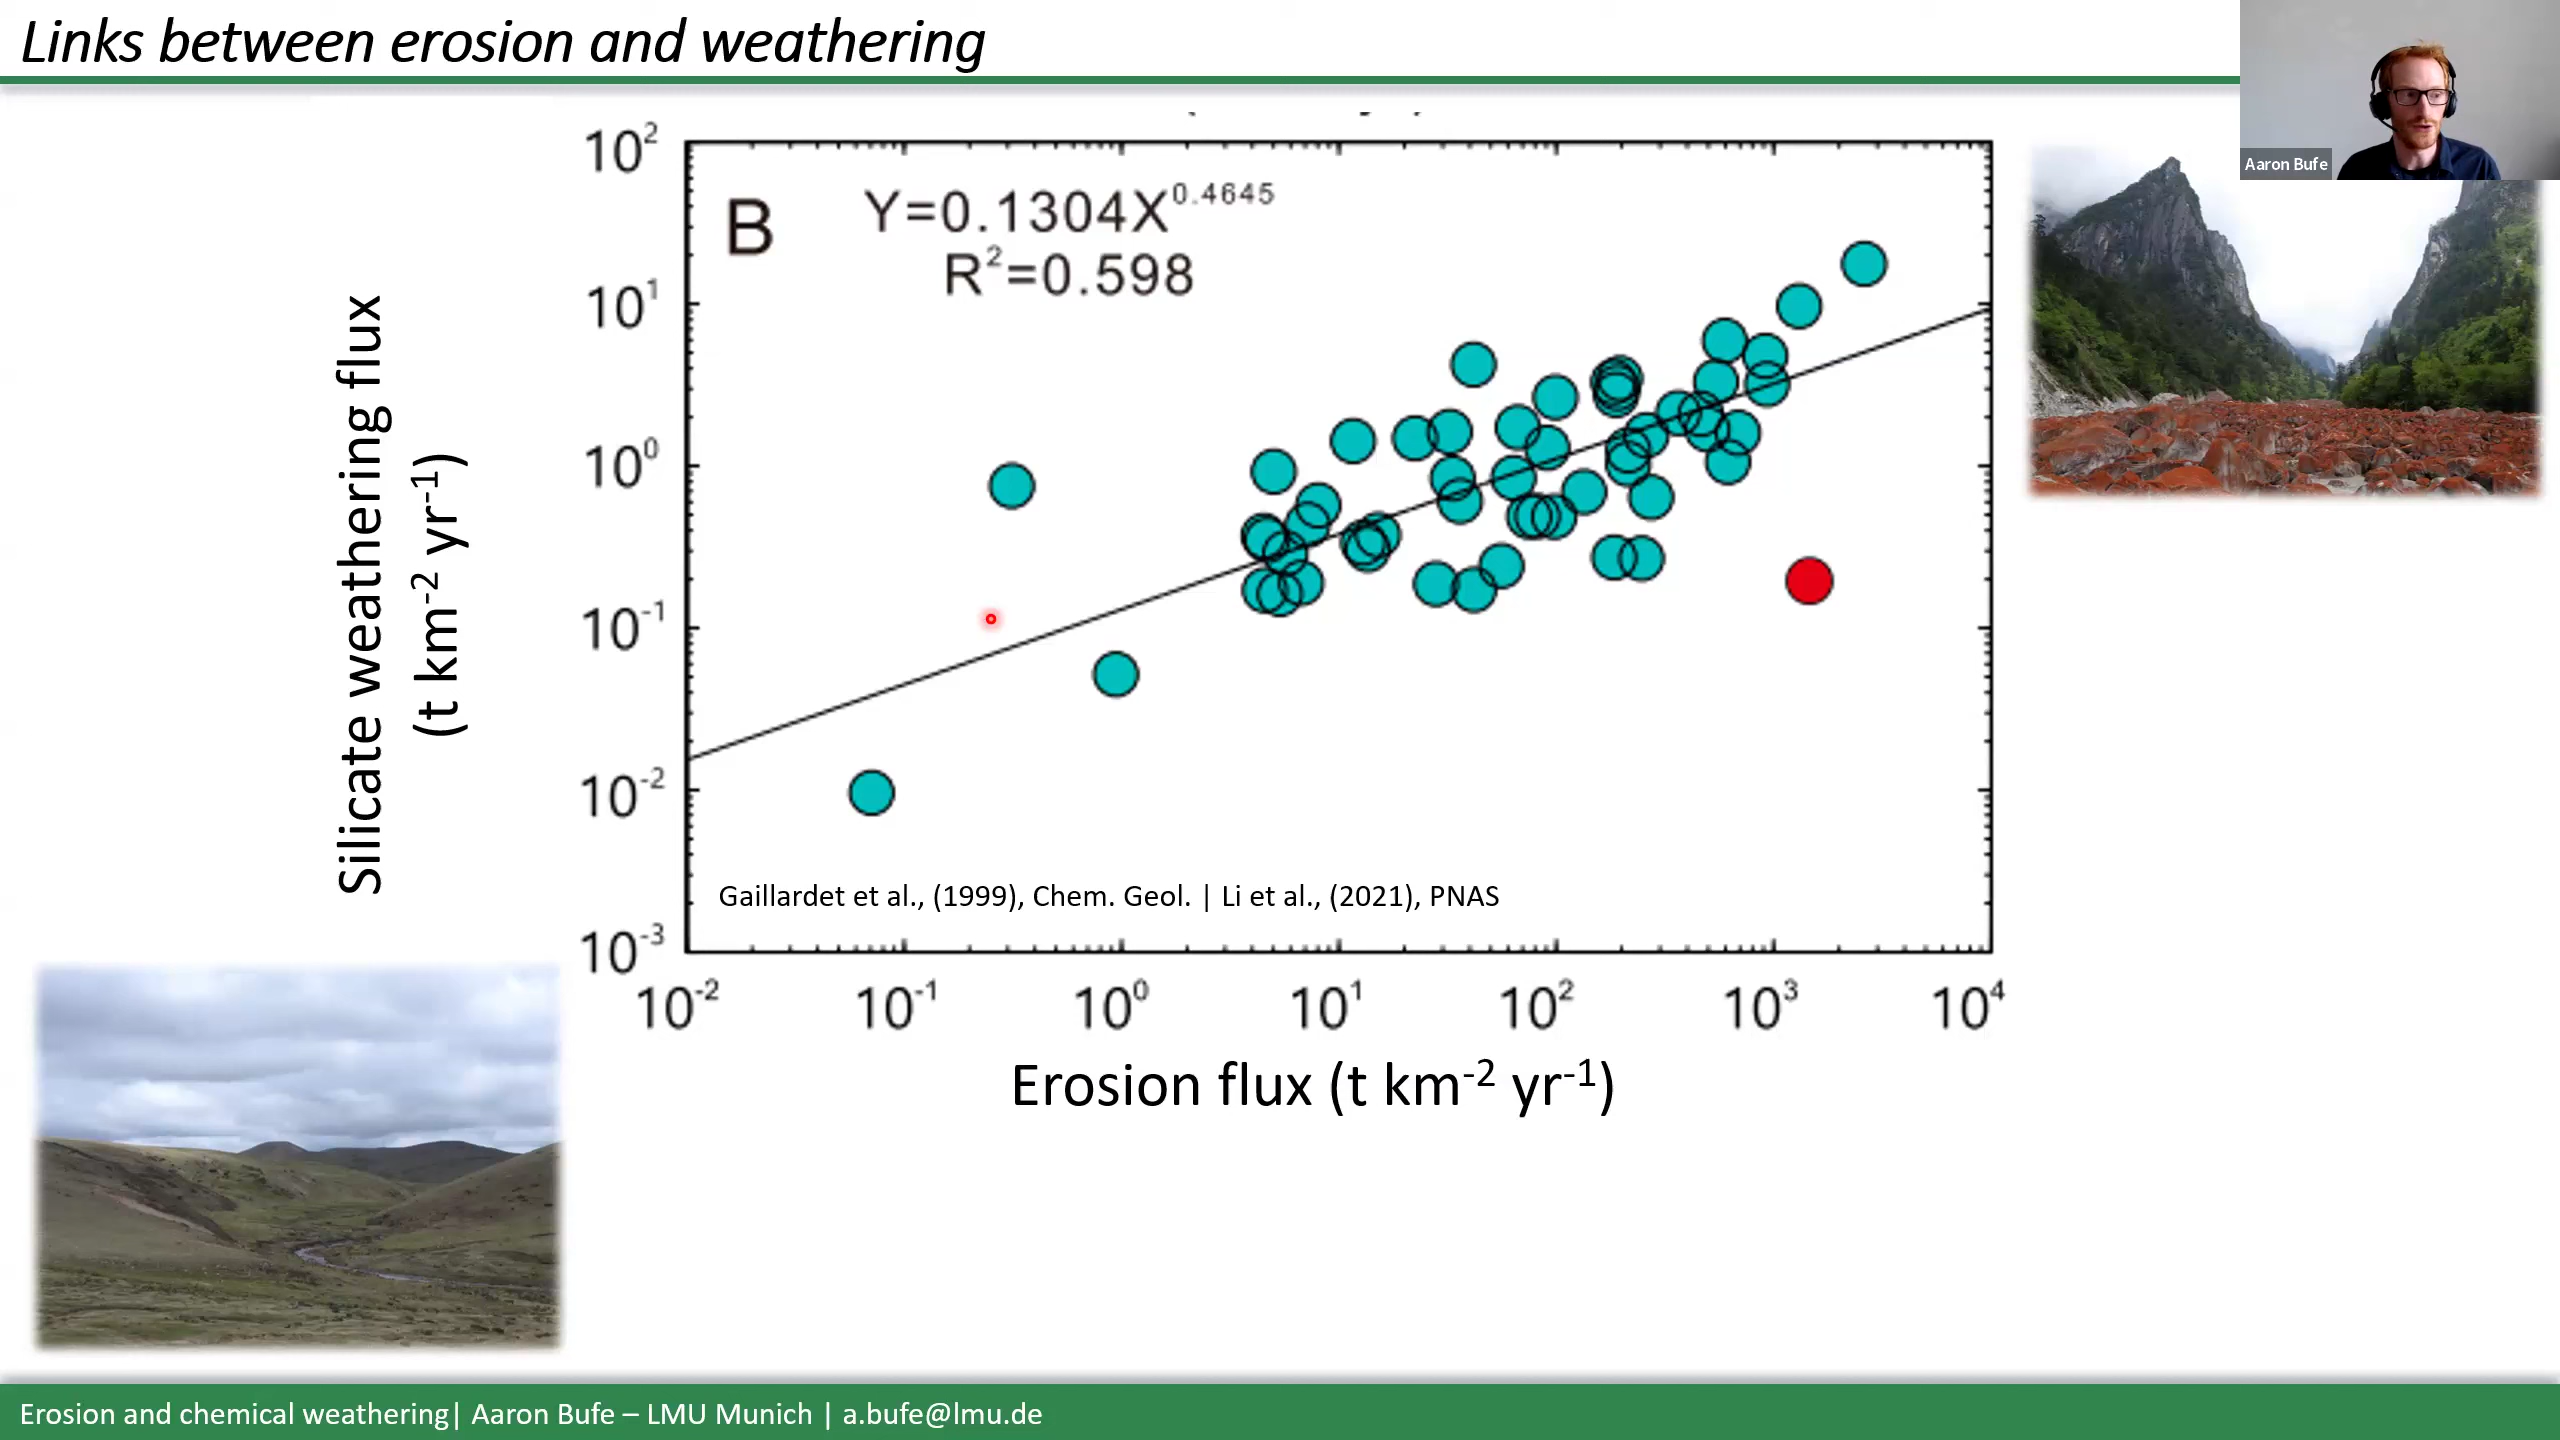 Links between erosion and weathering
Aaron Bufe
B
Y=0.1304X^0.4645
R²=0.598
Silicate weathering flux
(t km⁻² yr⁻¹)
10²
10¹
10⁰
10⁻¹
10⁻²
10⁻³
Gaillardet et al., (1999), Chem. Geol. | Li et al., (2021), PNAS
10⁻² 10⁻¹ 10⁰ 10¹ 10² 10³ 10⁴
Erosion flux (t km⁻² yr⁻¹)
Erosion and chemical weathering| Aaron Bufe – LMU Munich | a.bufe@lmu.de